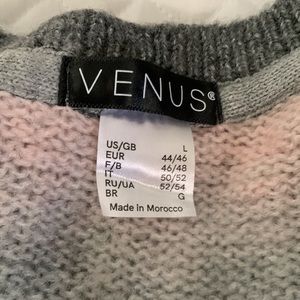 VENUS®
US/GB L
EUR 44/46
F/B 46/48
IT 50/52
RU/UA 52/54
BR G
Made in Morocco